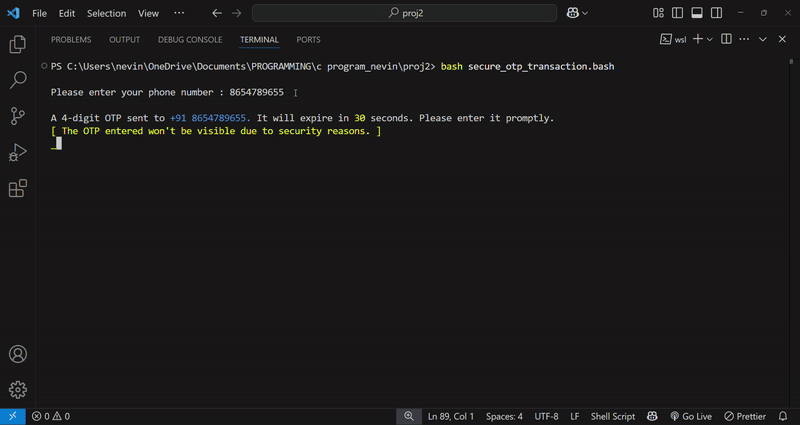 File Edit Selection View ··· ← → proj2
PROBLEMS OUTPUT DEBUG CONSOLE TERMINAL PORTS wsl
PS C:\Users\nevin\OneDrive\Documents\PROGRAMMING\c program_nevin\proj2> bash secure_otp_transaction.bash
Please enter your phone number : 8654789655
A 4-digit OTP sent to +91 8654789655. It will expire in 30 seconds. Please enter it promptly.
[ The OTP entered won't be visible due to security reasons. ]
_
0 0 Ln 89, Col 1 Spaces: 4 UTF-8 LF Shell Script Go Live Prettier